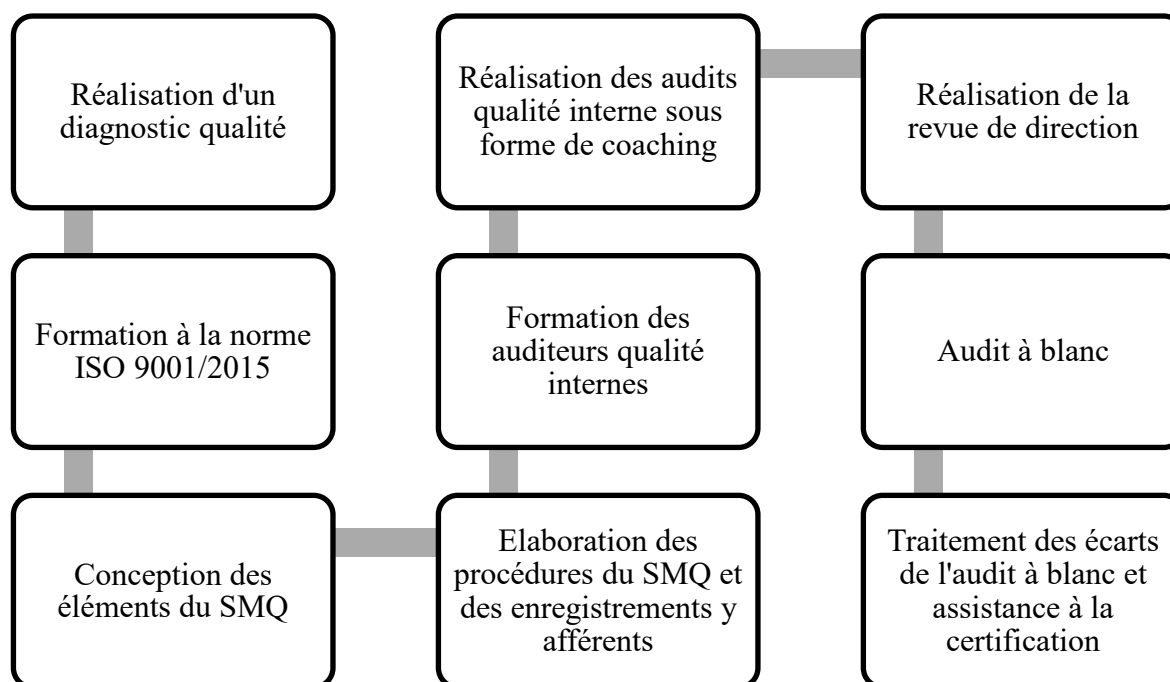 Réalisation d'un
diagnostic qualité
Formation à la norme
ISO 9001/2015
Conception des
éléments du SMQ
Elaboration des
procédures du SMQ et
des enregistrements y
afférents
Formation des
auditeurs qualité
internes
Réalisation des audits
qualité interne sous
forme de coaching
Réalisation de la
revue de direction
Audit à blanc
Traitement des écarts
de l'audit à blanc et
assistance à la
certification